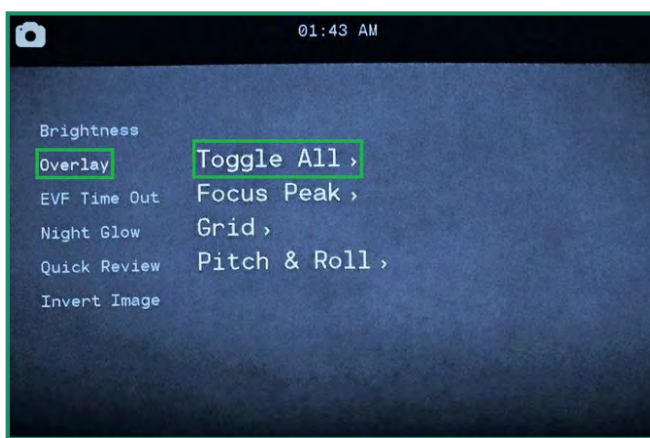 01:43 AM
Brightness
Overlay
EVF Time Out
Night Glow
Quick Review
Invert Image
Toggle All ›
Focus Peak ›
Grid ›
Pitch & Roll ›